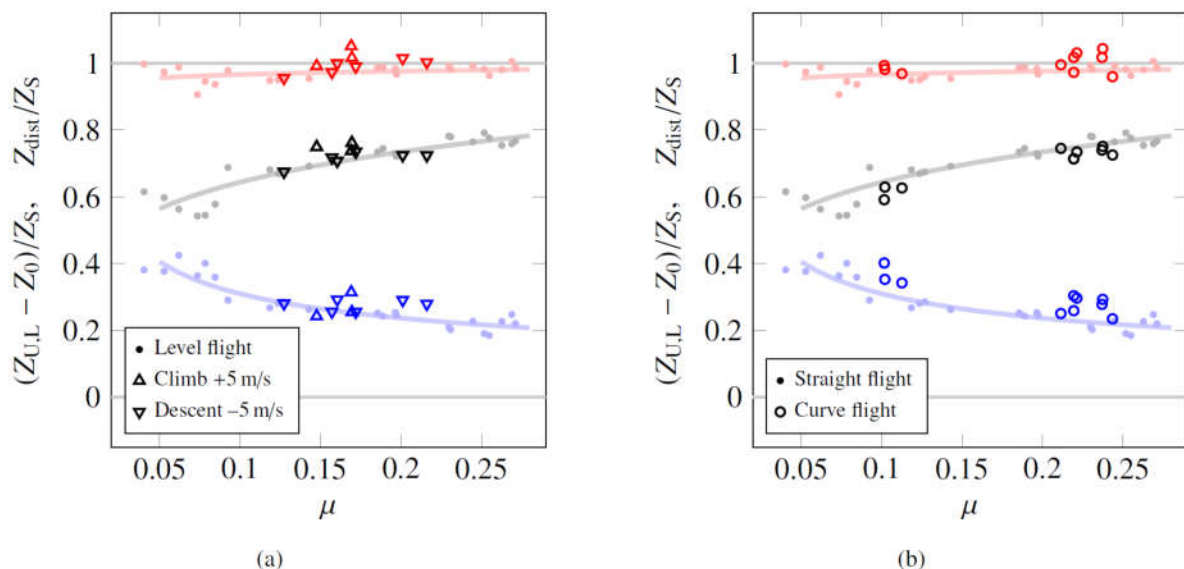 (Z_U,L − Z_0)/Z_S, Z_dist/Z_S
1
0.8
0.6
0.4
0.2
0
Level flight
Climb +5 m/s
Descent −5 m/s
0.05 0.1 0.15 0.2 0.25
μ
(a)
(Z_U,L − Z_0)/Z_S, Z_dist/Z_S
1
0.8
0.6
0.4
0.2
0
Straight flight
Curve flight
0.05 0.1 0.15 0.2 0.25
μ
(b)